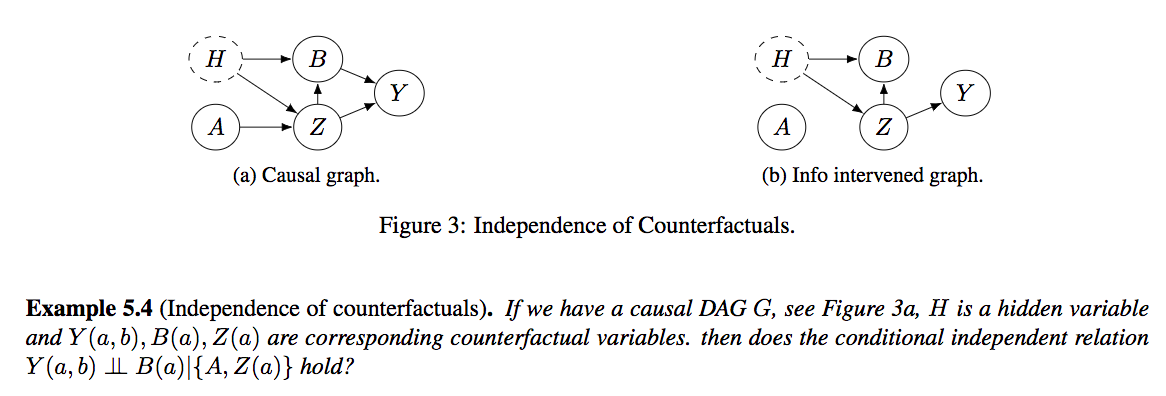 H B Y A Z
H B Y A Z
(a) Causal graph. (b) Info intervened graph.
Figure 3: Independence of Counterfactuals.
Example 5.4 (Independence of counterfactuals). If we have a causal DAG G, see Figure 3a, H is a hidden variable
and Y(a, b), B(a), Z(a) are corresponding counterfactual variables. then does the conditional independent relation
Y(a, b) ⫫ B(a)|{A, Z(a)} hold?